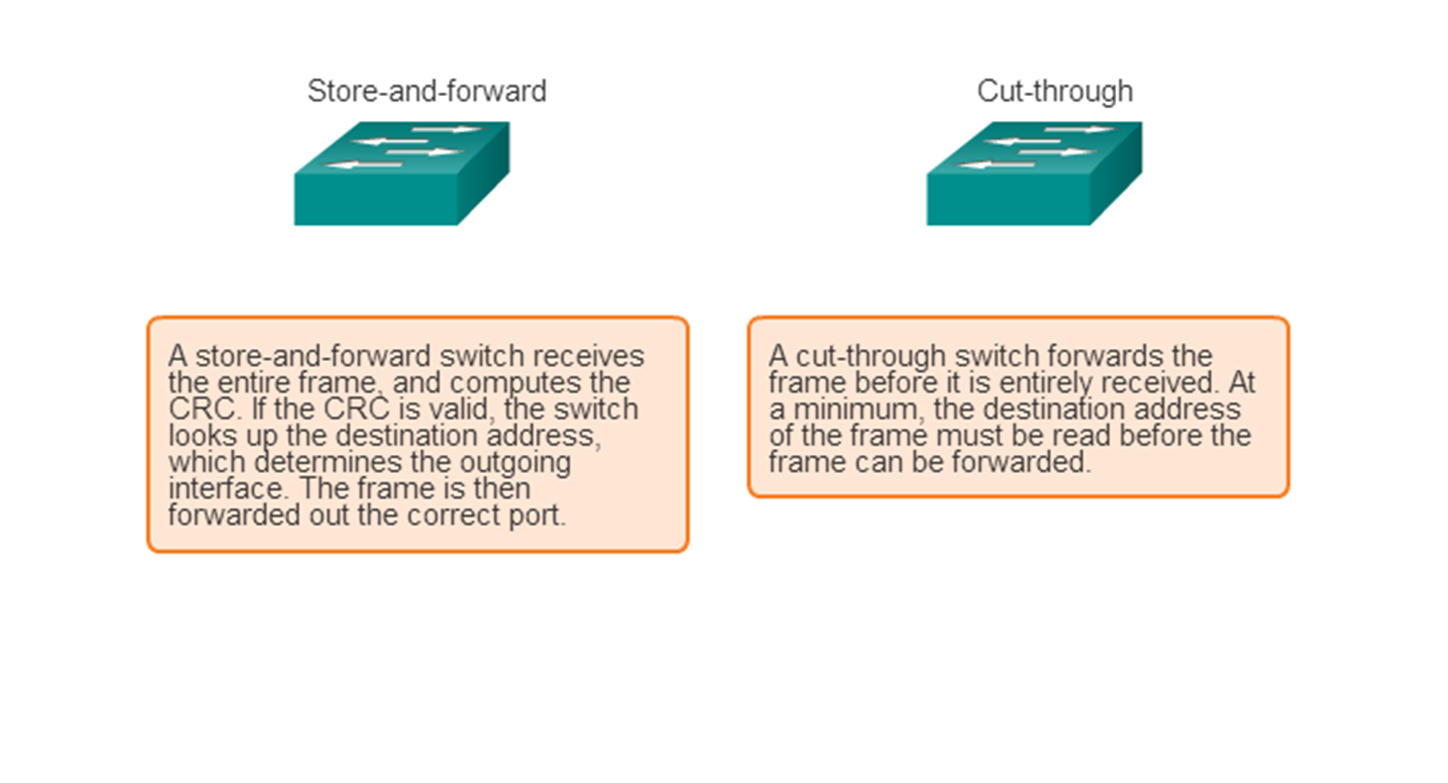 Store-and-forward
Cut-through
A store-and-forward switch receives
the entire frame, and computes the
CRC. If the CRC is valid, the switch
looks up the destination address,
which determines the outgoing
interface. The frame is then
forwarded out the correct port.
A cut-through switch forwards the
frame before it is entirely received. At
a minimum, the destination address
of the frame must be read before the
frame can be forwarded.